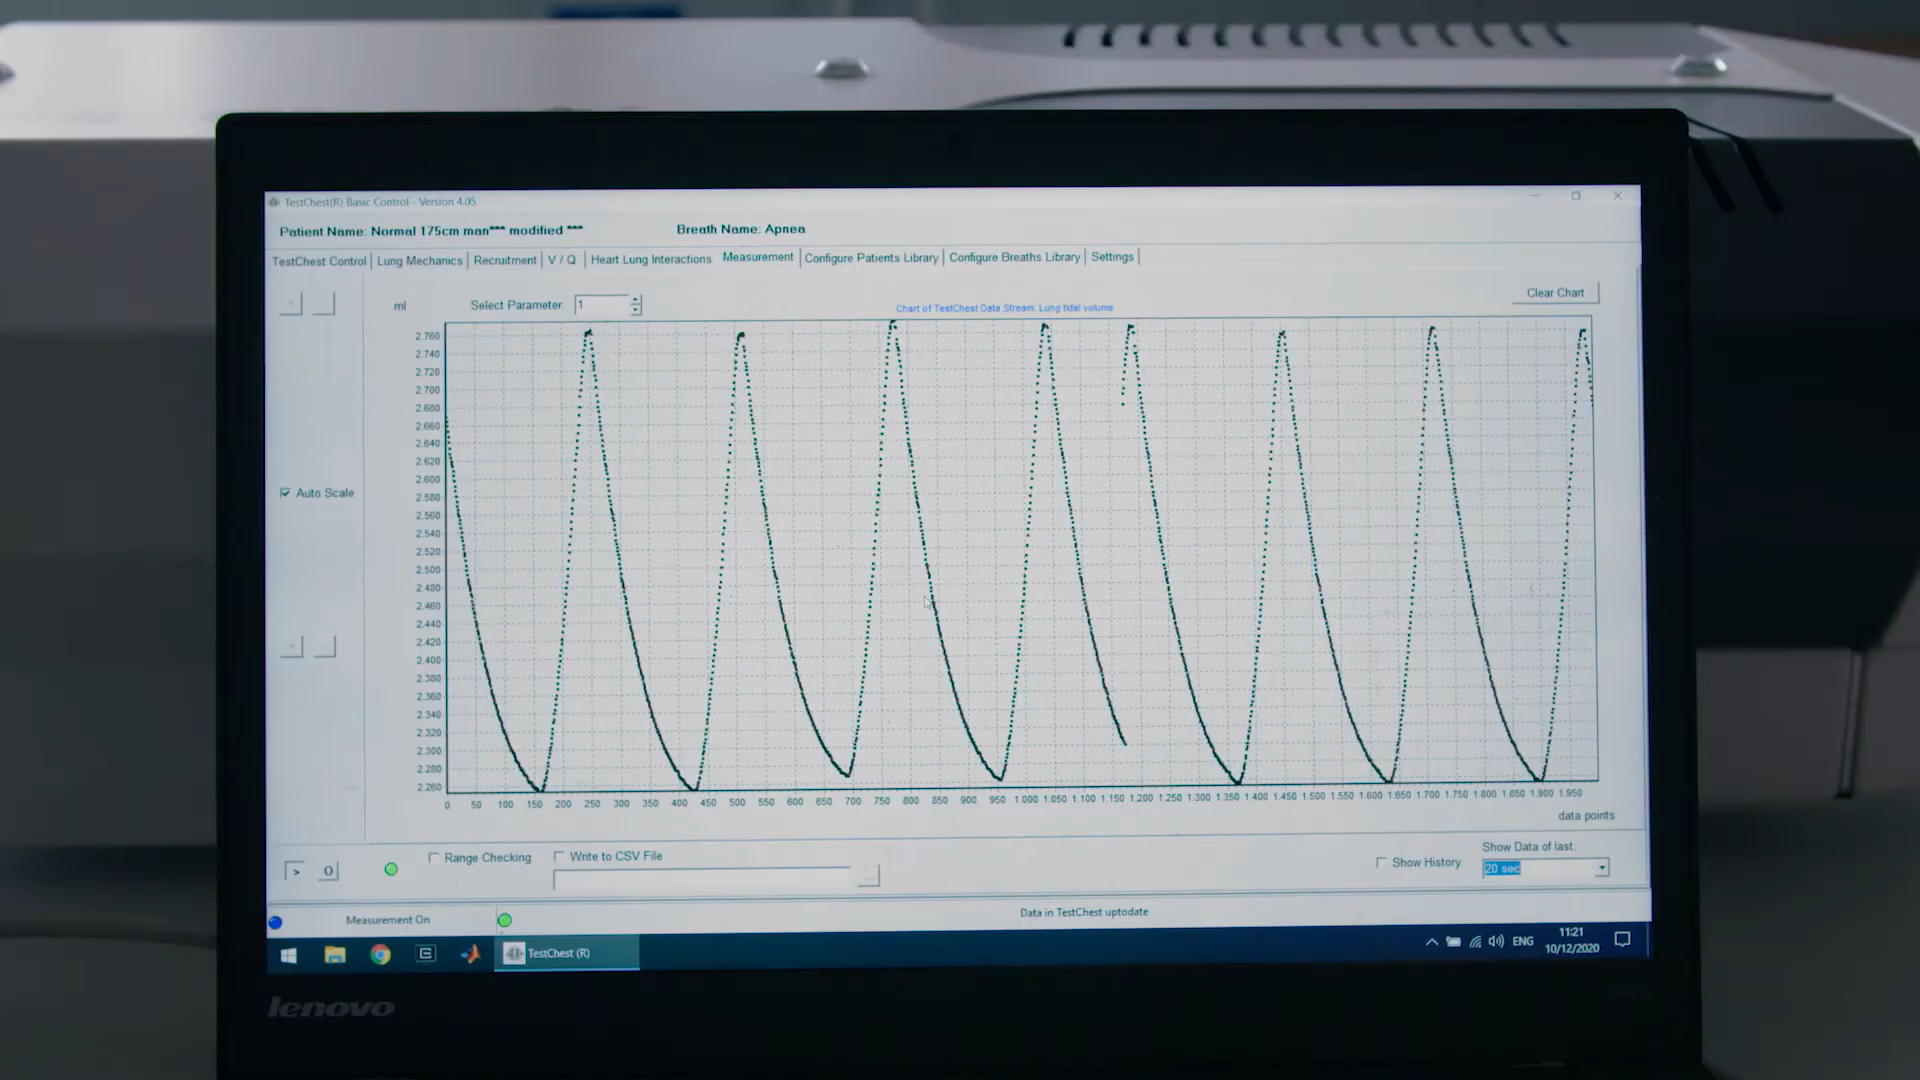 TestChest(R) Basic Control - Version 4.05
Patient Name: Normal 175cm man*** modified *** Breath Name: Apnea
TestChest Control Lung Mechanics Recruitment V / Q Heart Lung Interactions Measurement Configure Patients Library Configure Breaths Library Settings
Clear Chart
ml Select Parameter: 1 Chart of TestChest Data Stream: Lung tidal volume
2.760
2.740
2.720
2.700
2.680
2.660
2.640
2.620
2.600
2.580
2.560
2.540
2.520
2.500
2.480
2.460
2.440
2.420
2.400
2.380
2.360
2.340
2.320
2.300
2.280
2.260
Auto Scale
0 50 100 150 200 250 300 350 400 450 500 550 600 650 700 750 800 850 900 950 1.000 1.050 1.100 1.150 1.200 1.250 1.300 1.350 1.400 1.450 1.500 1.550 1.600 1.650 1.700 1.750 1.800 1.850 1.900 1.950
data points
> O Range Checking Write to CSV File ...
Show History Show Data of last: 20 sec
Measurement On Data in TestChest uptodate
TestChest (R) ENG 11:21
10/12/2020
lenovo